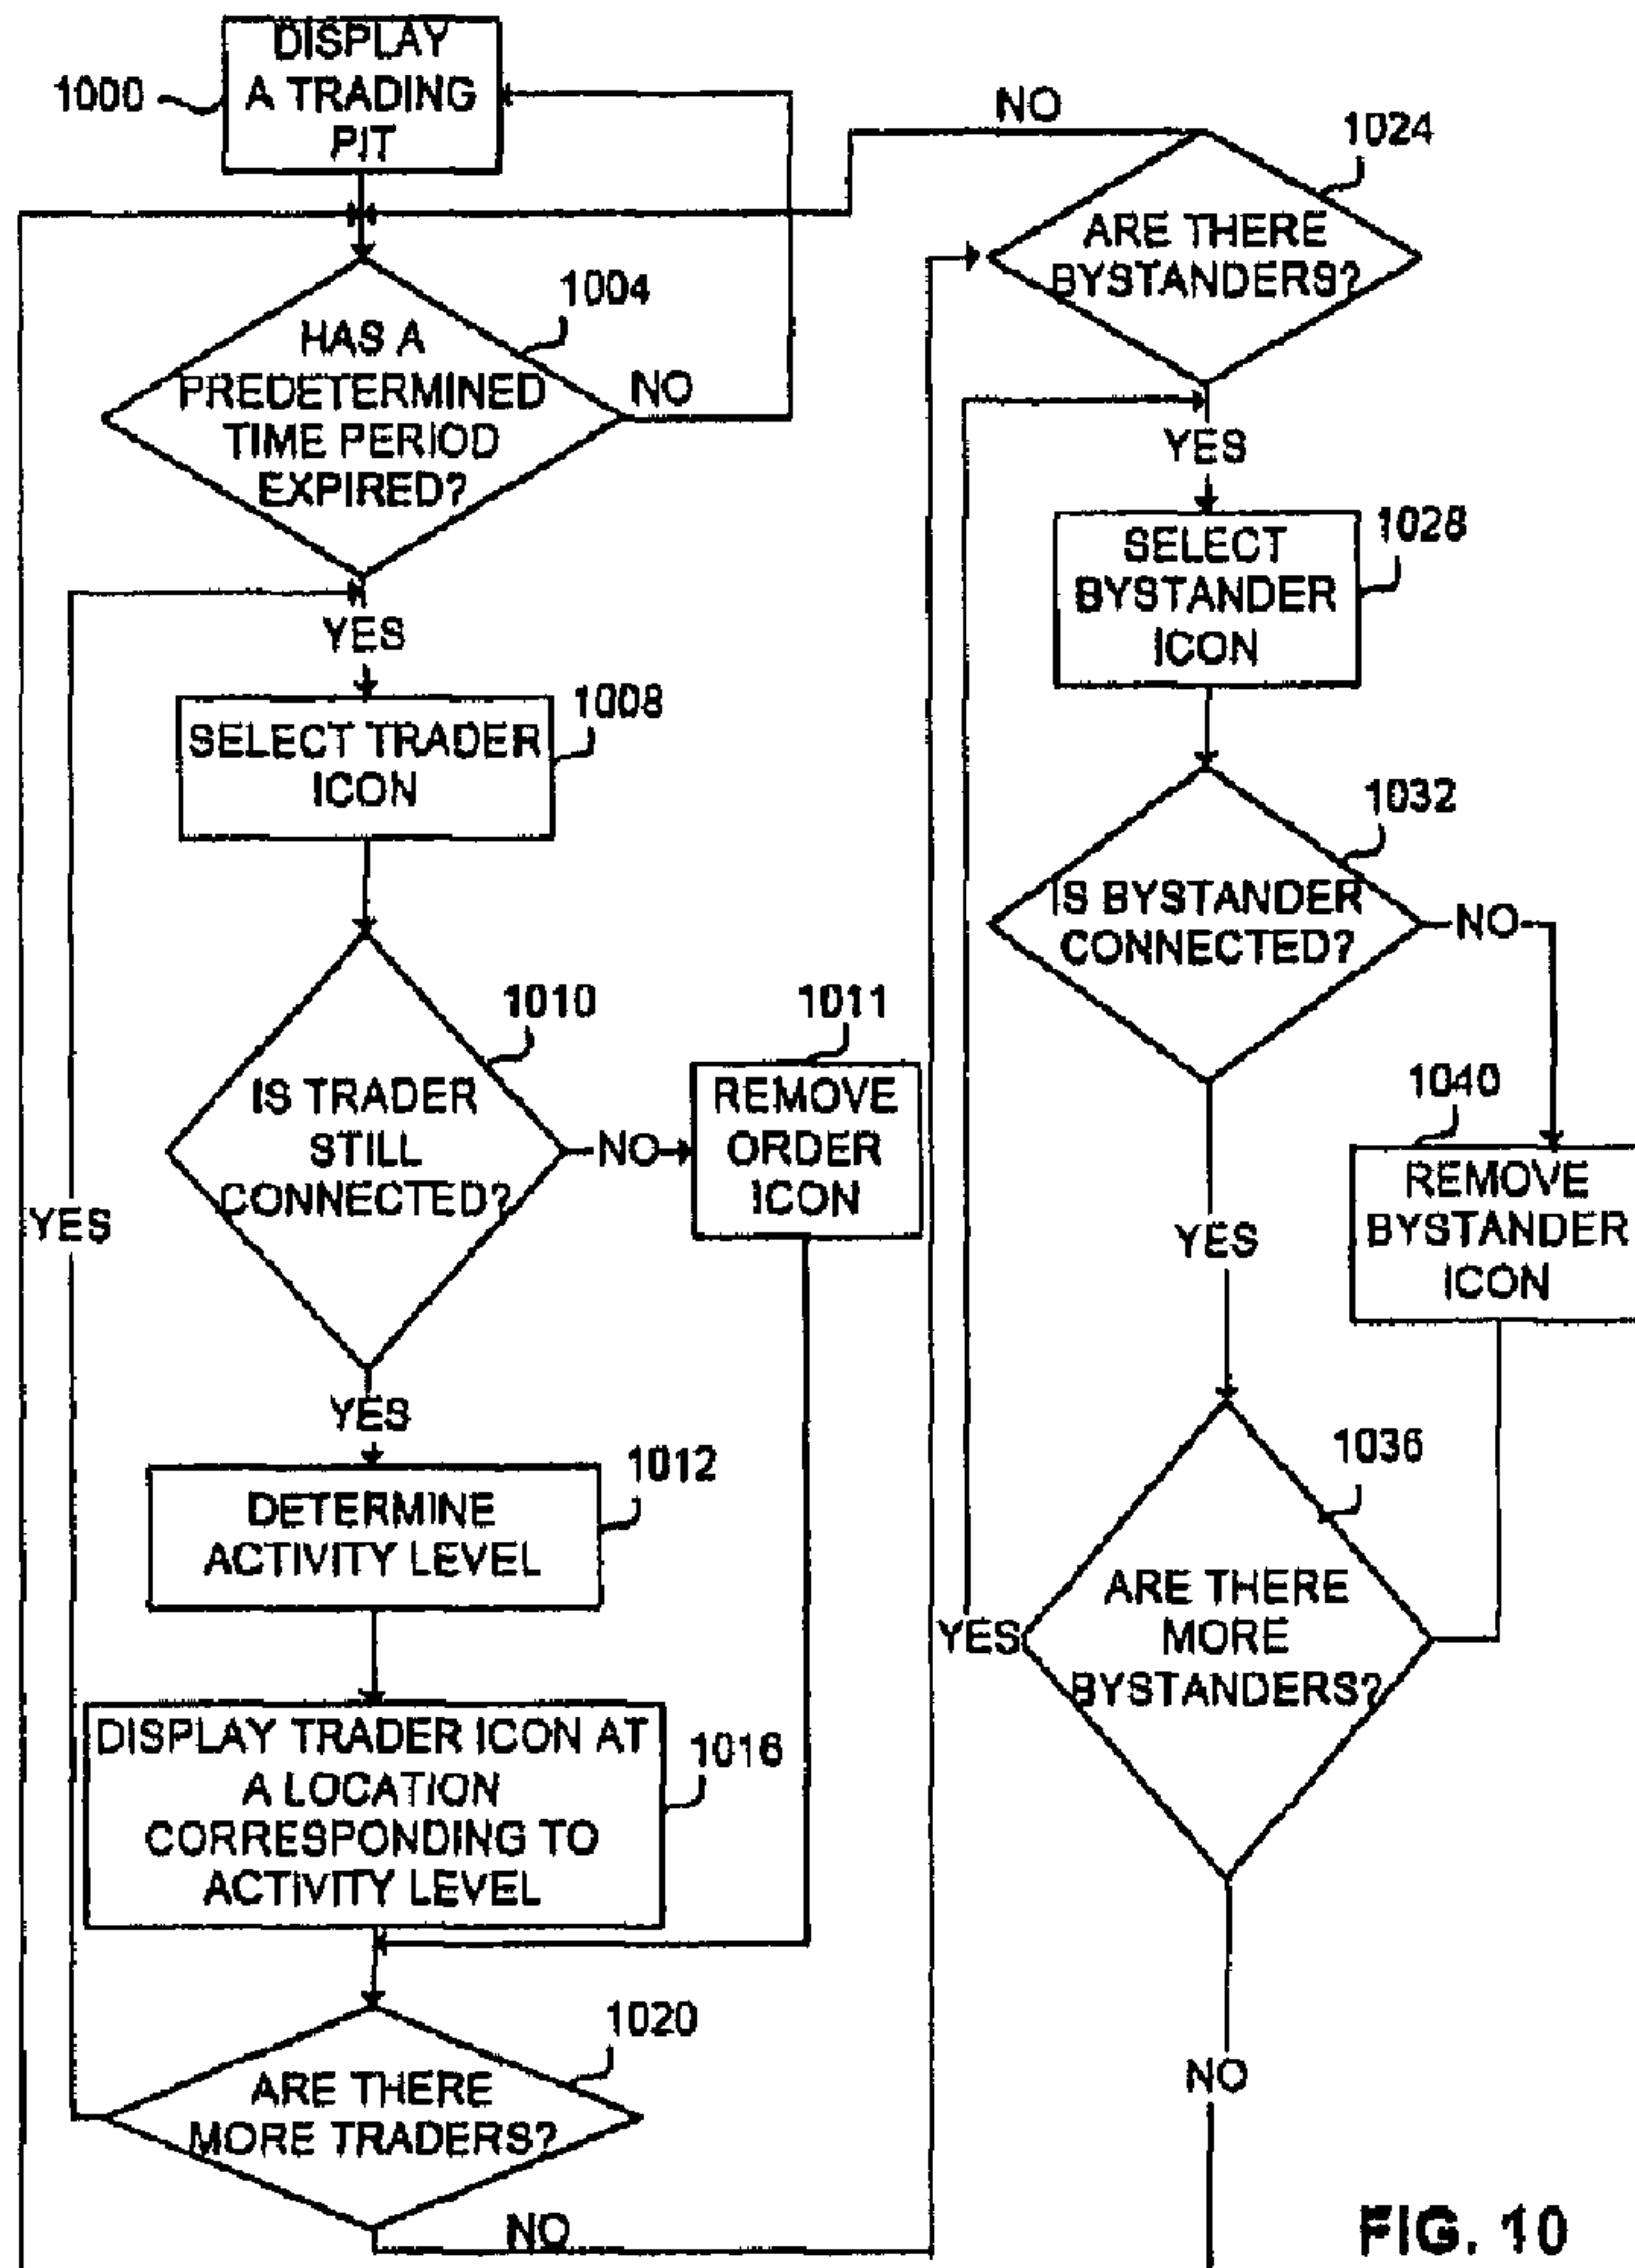 DISPLAY
A TRADING
PIT
1000
HAS A
PREDETERMINED
TIME PERIOD
EXPIRED?
1004
NO
YES
SELECT TRADER
ICON
1008
IS TRADER
STILL
CONNECTED?
1010
NO
REMOVE
ORDER
ICON
1011
YES
DETERMINE
ACTIVITY LEVEL
1012
DISPLAY TRADER ICON AT
A LOCATION
CORRESPONDING TO
ACTIVITY LEVEL
1016
ARE THERE
MORE TRADERS?
1020
YES
NO
ARE THERE
BYSTANDERS?
1024
NO
YES
SELECT
BYSTANDER
ICON
1028
IS BYSTANDER
CONNECTED?
1032
NO
REMOVE
BYSTANDER
ICON
1040
YES
ARE THERE
MORE
BYSTANDERS?
1036
YES
NO
FIG. 10